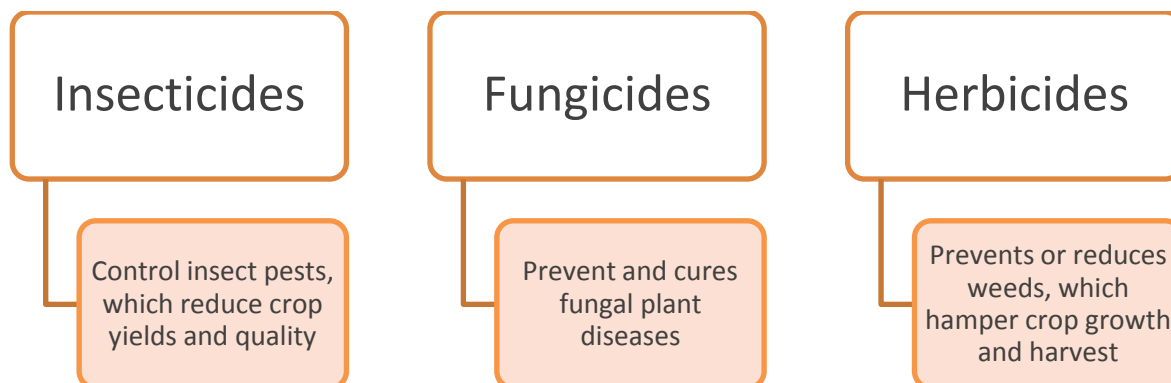 Insecticides
Control insect pests,
which reduce crop
yields and quality
Fungicides
Prevent and cures
fungal plant
diseases
Herbicides
Prevents or reduces
weeds, which
hamper crop growth
and harvest